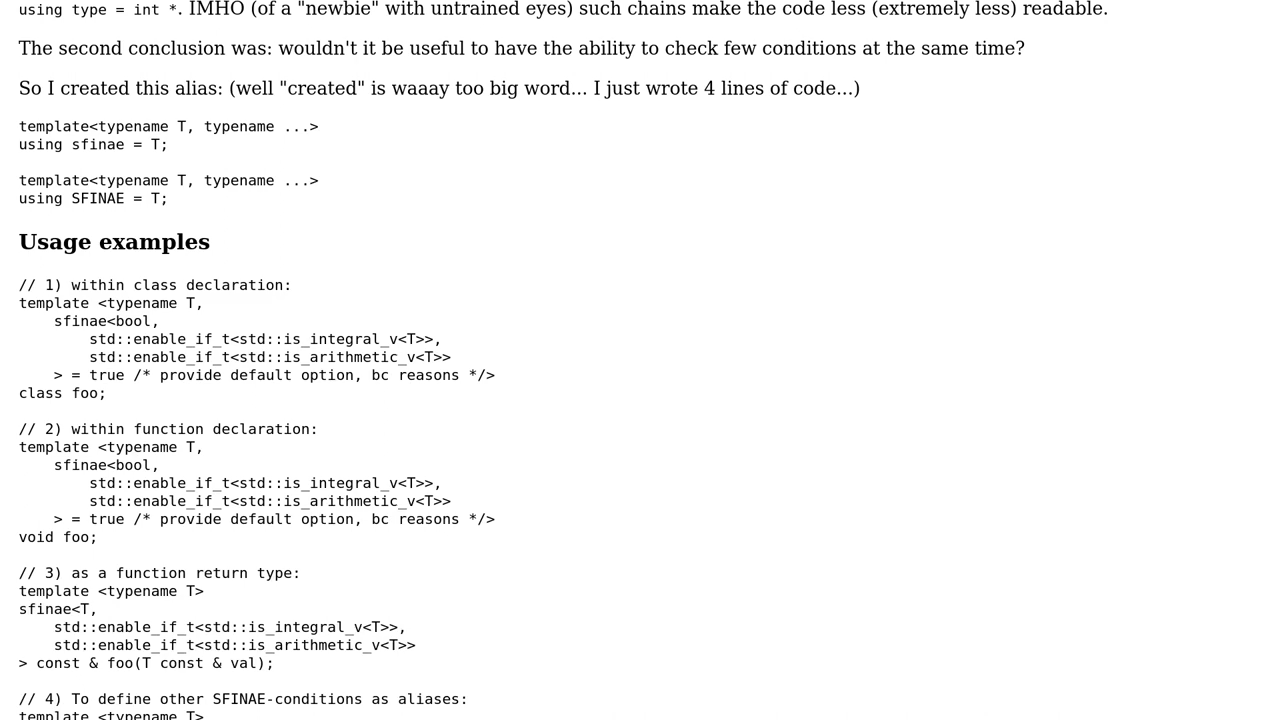 using type = int *. IMHO (of a "newbie" with untrained eyes) such chains make the code less (extremely less) readable.
The second conclusion was: wouldn't it be useful to have the ability to check few conditions at the same time?
So I created this alias: (well "created" is waaay too big word... I just wrote 4 lines of code...)
template<typename T, typename ...>
using sfinae = T;
template<typename T, typename ...>
using SFINAE = T;
Usage examples
// 1) within class declaration:
template <typename T,
    sfinae<bool,
        std::enable_if_t<std::is_integral_v<T>>,
        std::enable_if_t<std::is_arithmetic_v<T>>
    > = true /* provide default option, bc reasons */>
class foo;
// 2) within function declaration:
template <typename T,
    sfinae<bool,
        std::enable_if_t<std::is_integral_v<T>>,
        std::enable_if_t<std::is_arithmetic_v<T>>
    > = true /* provide default option, bc reasons */>
void foo;
// 3) as a function return type:
template <typename T>
sfinae<T,
    std::enable_if_t<std::is_integral_v<T>>,
    std::enable_if_t<std::is_arithmetic_v<T>>
> const & foo(T const & val);
// 4) To define other SFINAE-conditions as aliases:
template <typename T>